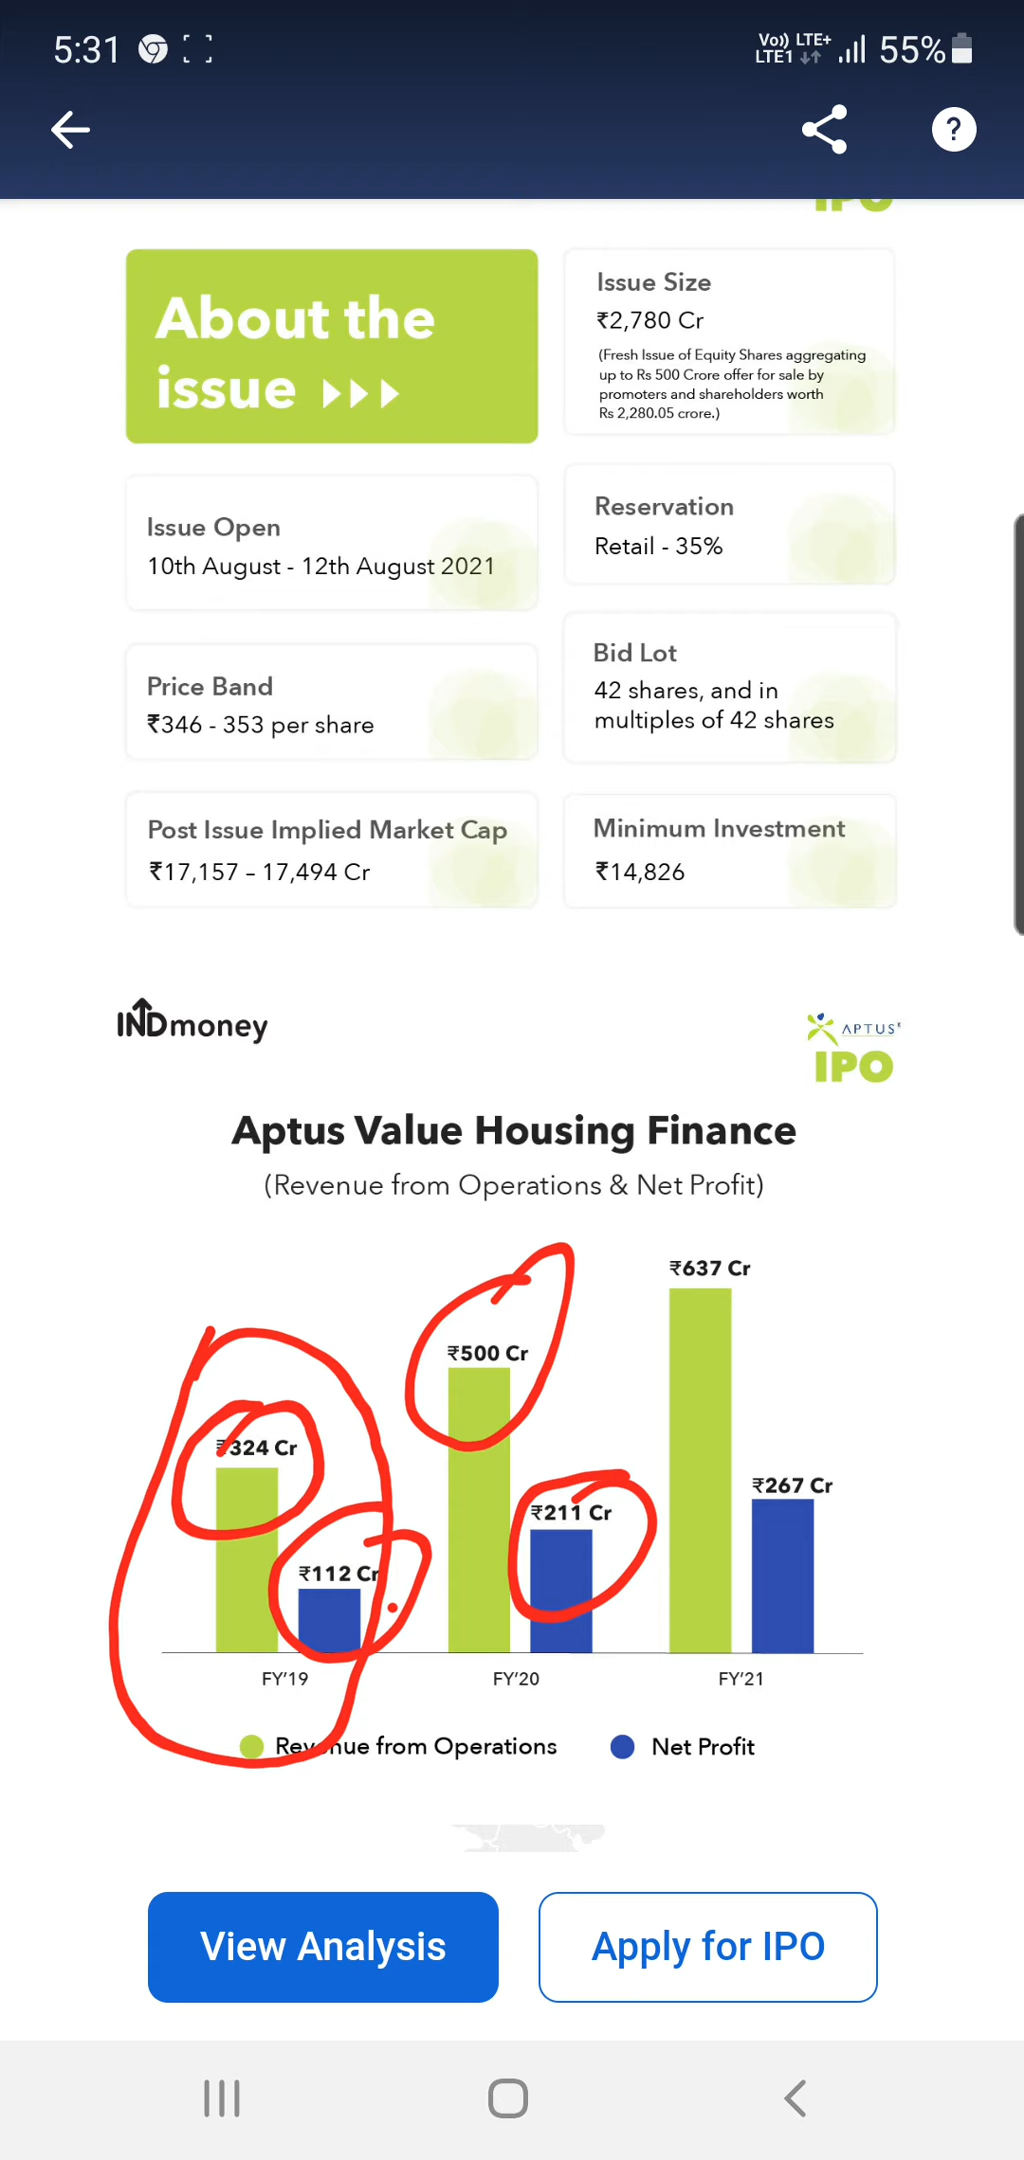 5:31
Vo)) LTE+
LTE1
55%
?
IPO
About the
issue
Issue Size
₹2,780 Cr
(Fresh Issue of Equity Shares aggregating
up to Rs 500 Crore offer for sale by
promoters and shareholders worth
Rs 2,280.05 crore.)
Issue Open
10th August - 12th August 2021
Reservation
Retail - 35%
Price Band
₹346 - 353 per share
Bid Lot
42 shares, and in
multiples of 42 shares
Post Issue Implied Market Cap
₹17,157 – 17,494 Cr
Minimum Investment
₹14,826
INDmoney
APTUS
IPO
Aptus Value Housing Finance
(Revenue from Operations & Net Profit)
₹637 Cr
₹500 Cr
₹324 Cr
₹267 Cr
₹211 Cr
₹112 Cr
FY'19
FY'20
FY'21
Revenue from Operations
Net Profit
View Analysis
Apply for IPO